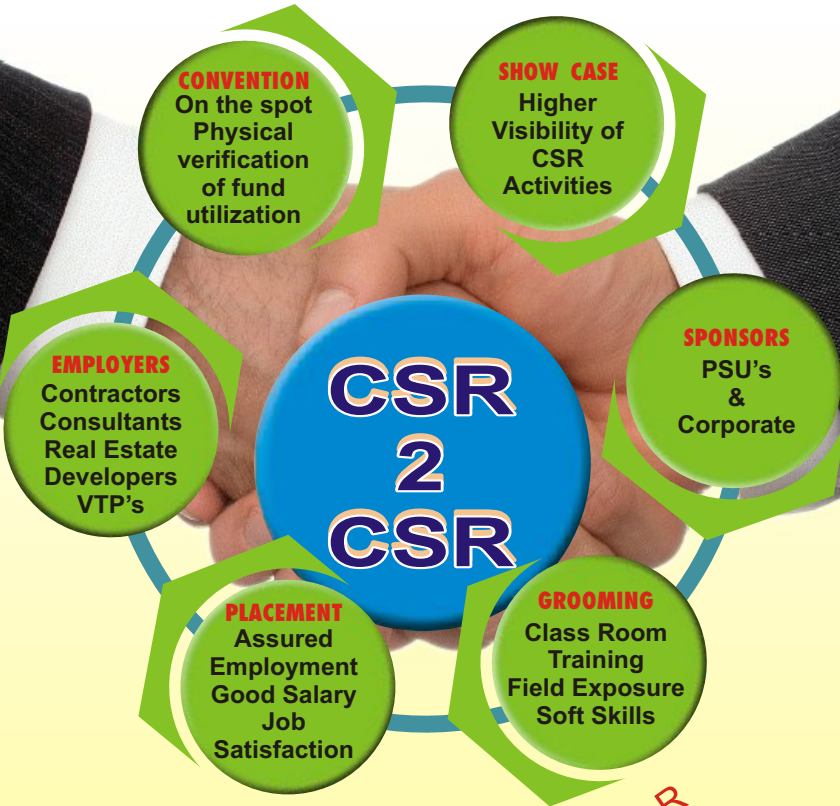 CONVENTION
On the spot
Physical
verification
of fund
utilization
SHOW CASE
Higher
Visibility of
CSR
Activities
SPONSORS
PSU's
&
Corporate
GROOMING
Class Room
Training
Field Exposure
Soft Skills
PLACEMENT
Assured
Employment
Good Salary
Job
Satisfaction
EMPLOYERS
Contractors
Consultants
Real Estate
Developers
VTP's
CSR
2
CSR
R